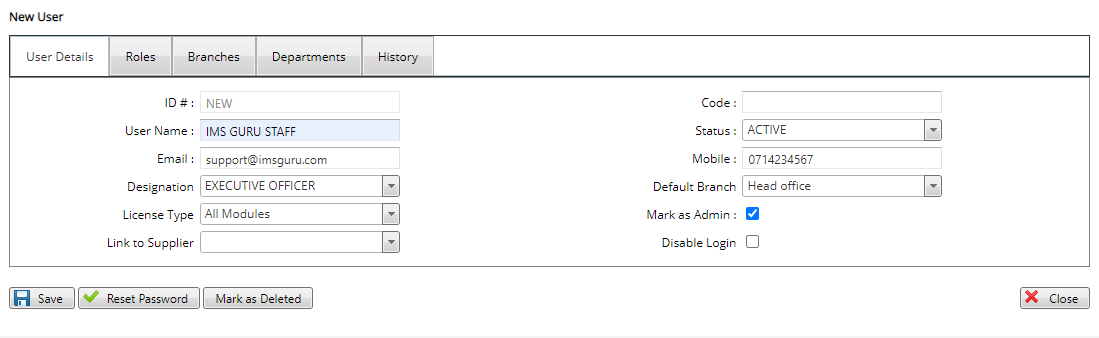 New User
User Details Roles Branches Departments History
ID # : NEW Code :
User Name : IMS GURU STAFF Status : ACTIVE
Email : support@imsguru.com Mobile : 0714234567
Designation EXECUTIVE OFFICER Default Branch Head office
License Type All Modules Mark as Admin :
Link to Supplier Disable Login
Save Reset Password Mark as Deleted Close